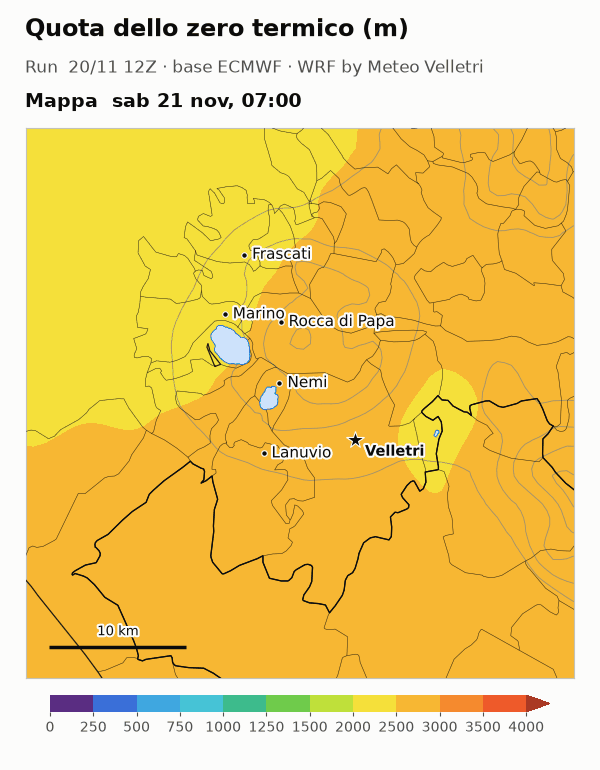 Quota dello zero termico (m)
Run  20/11 12Z · base ECMWF · WRF by Meteo Velletri
Mappa  sab 21 nov, 07:00
Frascati
Marino
Rocca di Papa
Nemi
Velletri
Lanuvio
10 km
0 250 500 750 1000 1250 1500 2000 2500 3000 3500 4000